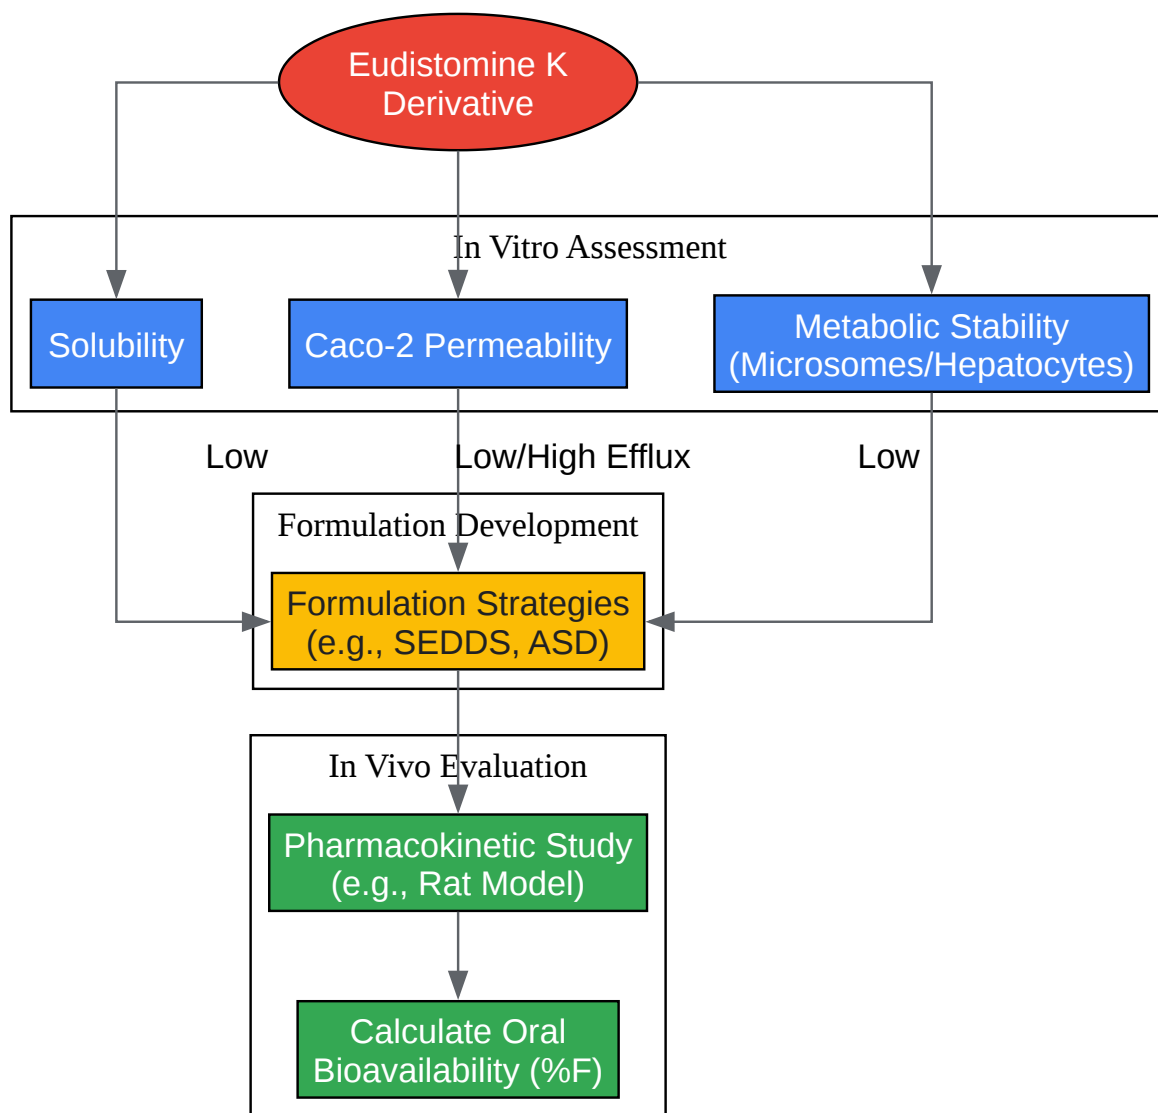 Eudistomine K
Derivative
In Vitro Assessment
Solubility
Caco-2 Permeability
Metabolic Stability
(Microsomes/Hepatocytes)
Low
Low/High Efflux
Low
Formulation Development
Formulation Strategies
(e.g., SEDDS, ASD)
In Vivo Evaluation
Pharmacokinetic Study
(e.g., Rat Model)
Calculate Oral
Bioavailability (%F)